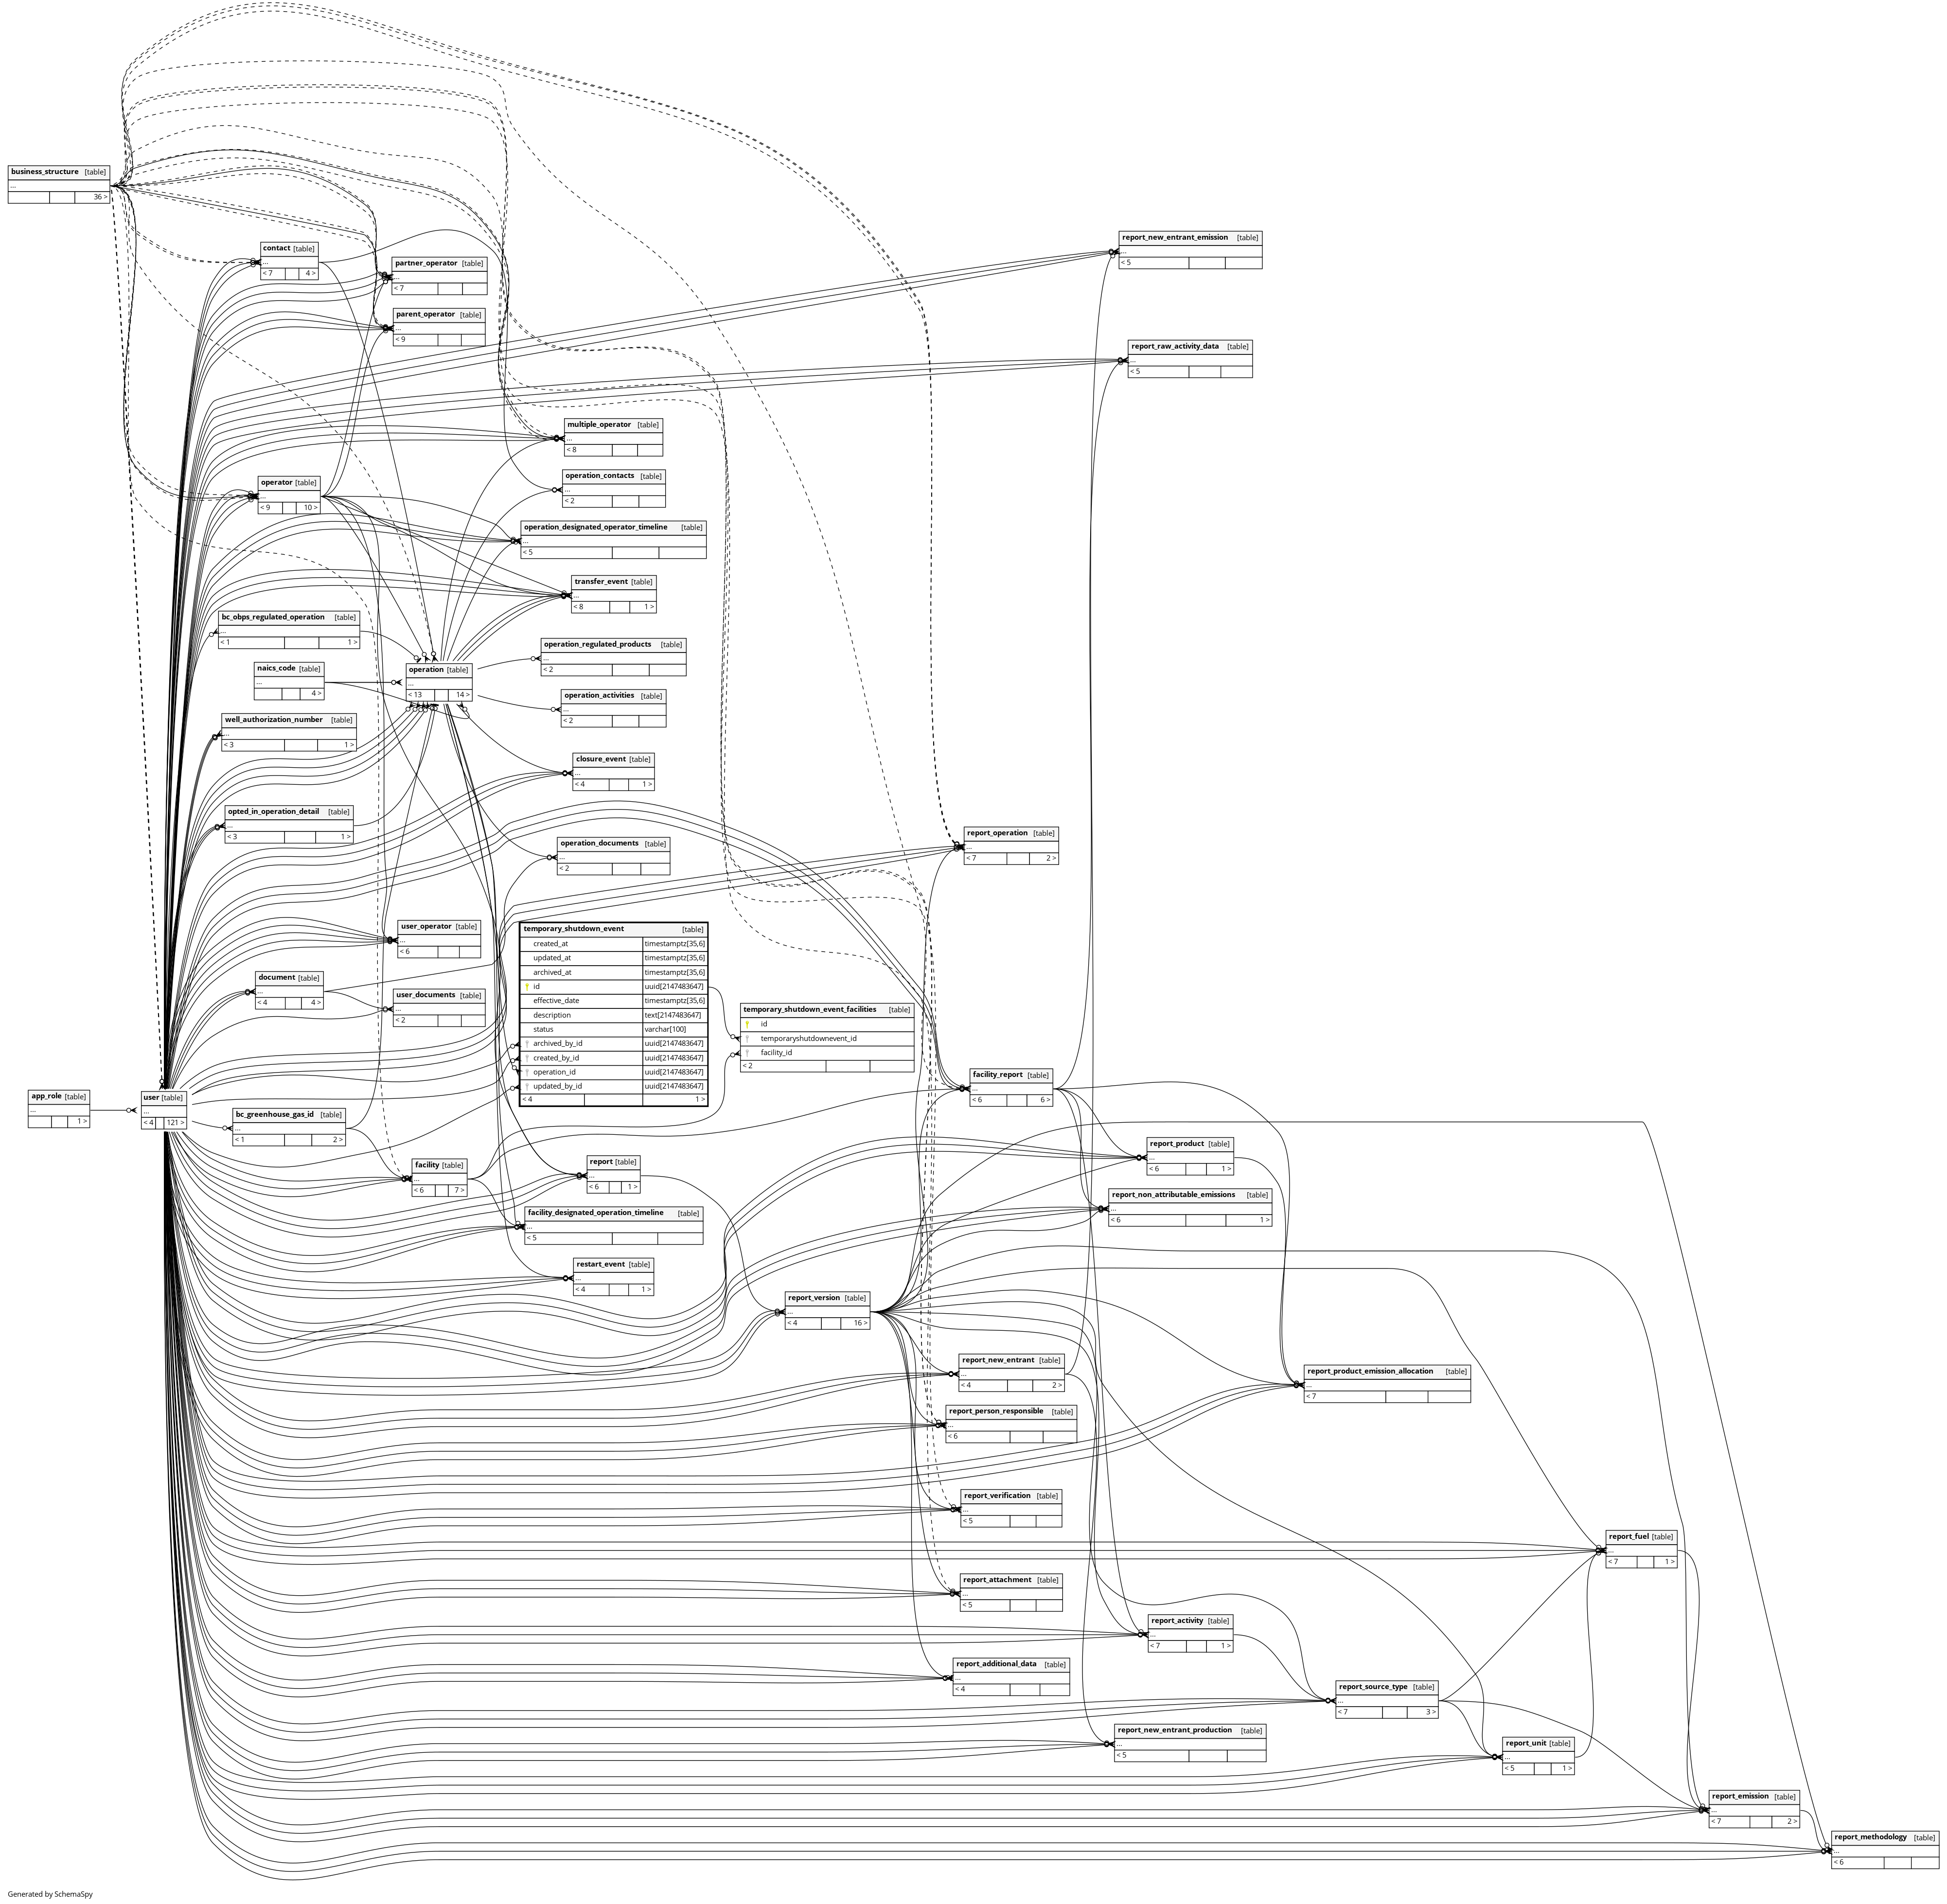 business_structure [table]
...
36 >
contact [table]
...
< 7 4 >
partner_operator [table]
...
< 7
parent_operator [table]
...
< 9
report_new_entrant_emission [table]
...
< 5
report_raw_activity_data [table]
...
< 5
multiple_operator [table]
...
< 8
operator [table]
...
< 9 10 >
operation_contacts [table]
...
< 2
operation_designated_operator_timeline [table]
...
< 5
transfer_event [table]
...
< 8 1 >
bc_obps_regulated_operation [table]
...
< 1 1 >
operation_regulated_products [table]
...
< 2
naics_code [table]
...
4 >
operation [table]
...
< 13 14 >
operation_activities [table]
...
< 2
well_authorization_number [table]
...
< 3 1 >
closure_event [table]
...
< 4 1 >
opted_in_operation_detail [table]
...
< 3 1 >
operation_documents [table]
...
< 2
report_operation [table]
...
< 7 2 >
user_operator [table]
...
< 6
document [table]
...
< 4 4 >
user_documents [table]
...
< 2
temporary_shutdown_event [table]
created_at timestamptz[35,6]
updated_at timestamptz[35,6]
archived_at timestamptz[35,6]
id uuid[2147483647]
effective_date timestamptz[35,6]
description text[2147483647]
status varchar[100]
archived_by_id uuid[2147483647]
created_by_id uuid[2147483647]
operation_id uuid[2147483647]
updated_by_id uuid[2147483647]
< 4 1 >
temporary_shutdown_event_facilities [table]
id
temporaryshutdownevent_id
facility_id
< 2
facility_report [table]
...
< 6 6 >
app_role [table]
...
1 >
user [table]
...
< 4 121 >
bc_greenhouse_gas_id [table]
...
< 1 2 >
facility [table]
...
< 6 7 >
report [table]
...
< 6 1 >
report_product [table]
...
< 6 1 >
report_non_attributable_emissions [table]
...
< 6 1 >
facility_designated_operation_timeline [table]
...
< 5
restart_event [table]
...
< 4 1 >
report_version [table]
...
< 4 16 >
report_new_entrant [table]
...
< 4 2 >
report_product_emission_allocation [table]
...
< 7
report_person_responsible [table]
...
< 6
report_verification [table]
...
< 5
report_fuel [table]
...
< 7 1 >
report_attachment [table]
...
< 5
report_activity [table]
...
< 7 1 >
report_additional_data [table]
...
< 4
report_source_type [table]
...
< 7 3 >
report_new_entrant_production [table]
...
< 5
report_unit [table]
...
< 5 1 >
report_emission [table]
...
< 7 2 >
report_methodology [table]
...
< 6
Generated by SchemaSpy